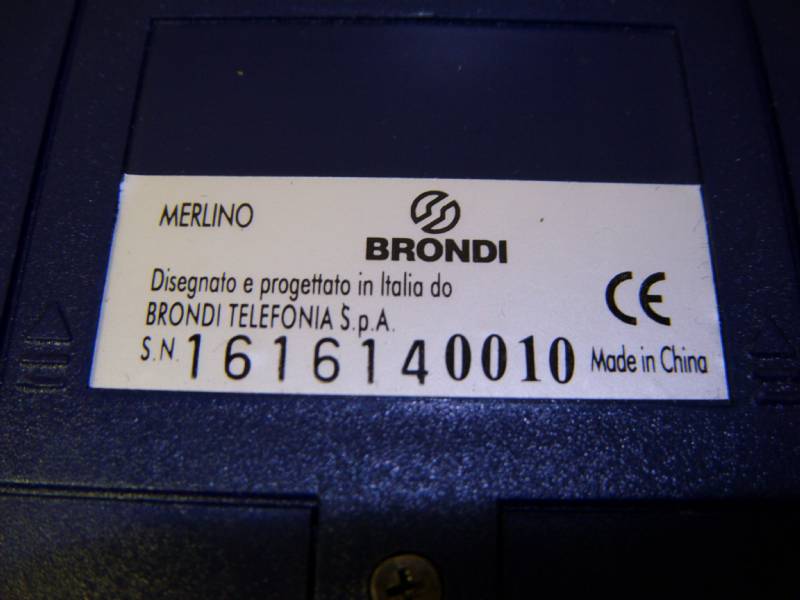 MERLINO
BRONDI
Disegnato e progettato in Italia do
BRONDI TELEFONIA S.p.A.
S.N. 1616140010
CE
Made in China